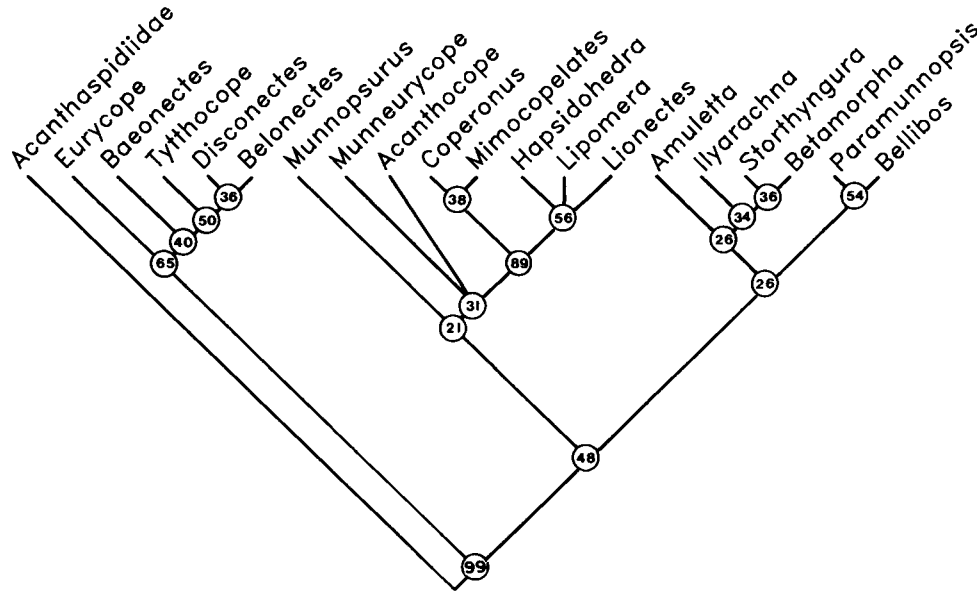 Acanthaspidiidae
Eurycope
Baeonectes
Tytthocope
Disconectes
Belonectes
Munnopsurus
Munneurycope
Acanthocope
Coperonus
Mimocopelates
Hapsidohedra
Lipomera
Lionectes
Amuletta
Ilyarachna
Storthyngura
Betamorpha
Paramunnopsis
Bellibos
36
38
36
54
50
56
34
40
26
65
89
26
31
21
48
99